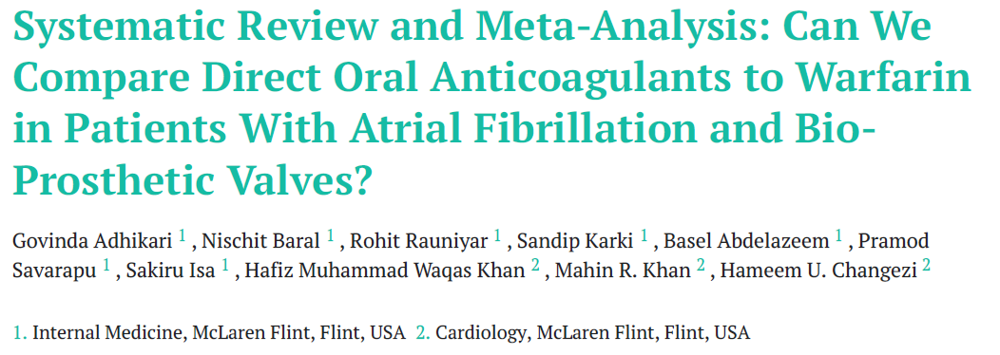 Systematic Review and Meta-Analysis: Can We
Compare Direct Oral Anticoagulants to Warfarin
in Patients With Atrial Fibrillation and Bio-
Prosthetic Valves?
Govinda Adhikari 1 , Nischit Baral 1 , Rohit Rauniyar 1 , Sandip Karki 1 , Basel Abdelazeem 1 , Pramod
Savarapu 1 , Sakiru Isa 1 , Hafiz Muhammad Waqas Khan 2 , Mahin R. Khan 2 , Hameem U. Changezi 2
1. Internal Medicine, McLaren Flint, Flint, USA 2. Cardiology, McLaren Flint, Flint, USA